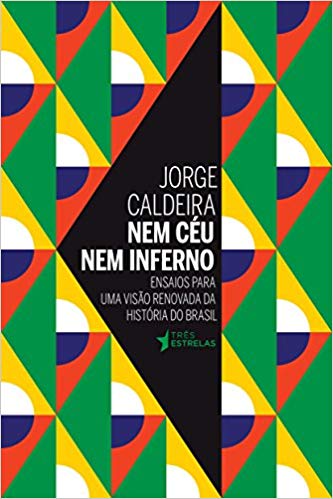 JORGE
CALDEIRA
NEM CÉU
NEM INFERNO
ENSAIOS PARA
UMA VISÃO RENOVADA DA
HISTÓRIA DO BRASIL
TRÊS
ESTRELAS